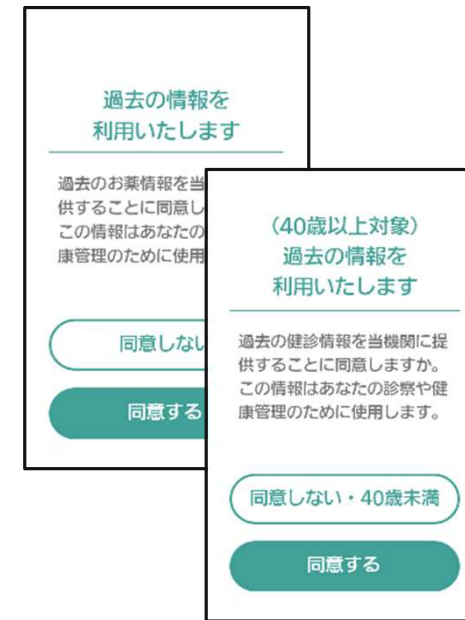 過去の情報を
利用いたします
過去のお薬情報を当
供することに同意し
この情報はあなたの
康管理のために使用
同意しない
同意する
(40歳以上対象)
過去の情報を
利用いたします
過去の健診情報を当機関に提
供することに同意しますか。
この情報はあなたの診察や健
康管理のために使用します。
同意しない・40歳未満
同意する